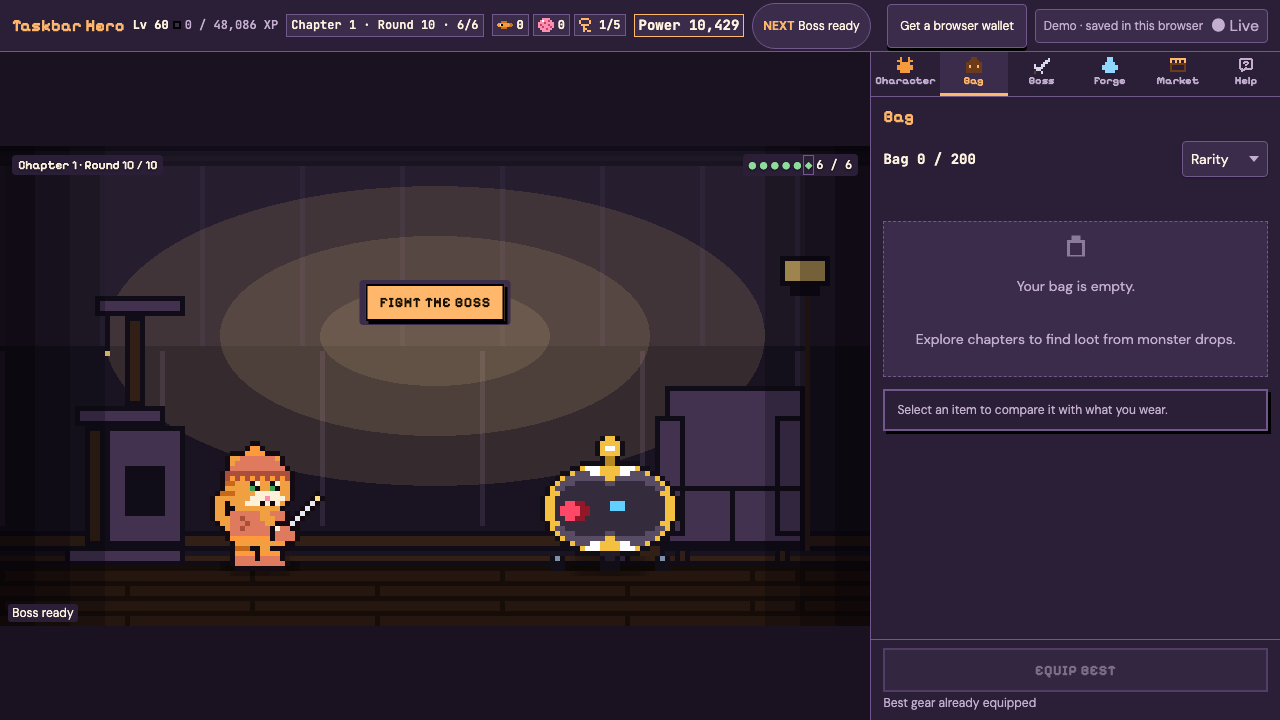 Taskbar Hero
Lv 60 0 / 48,086 XP
Chapter 1 · Round 10 · 6/6
0
0
1/5
Power 10,429
NEXT Boss ready
Get a browser wallet
Demo · saved in this browser
Live
Character
Bag
Boss
Forge
Market
Help
Chapter 1 · Round 10 / 10
6 / 6
FIGHT THE BOSS
Boss ready
Bag
Bag 0 / 200
Rarity
Your bag is empty.
Explore chapters to find loot from monster drops.
Select an item to compare it with what you wear.
EQUIP BEST
Best gear already equipped